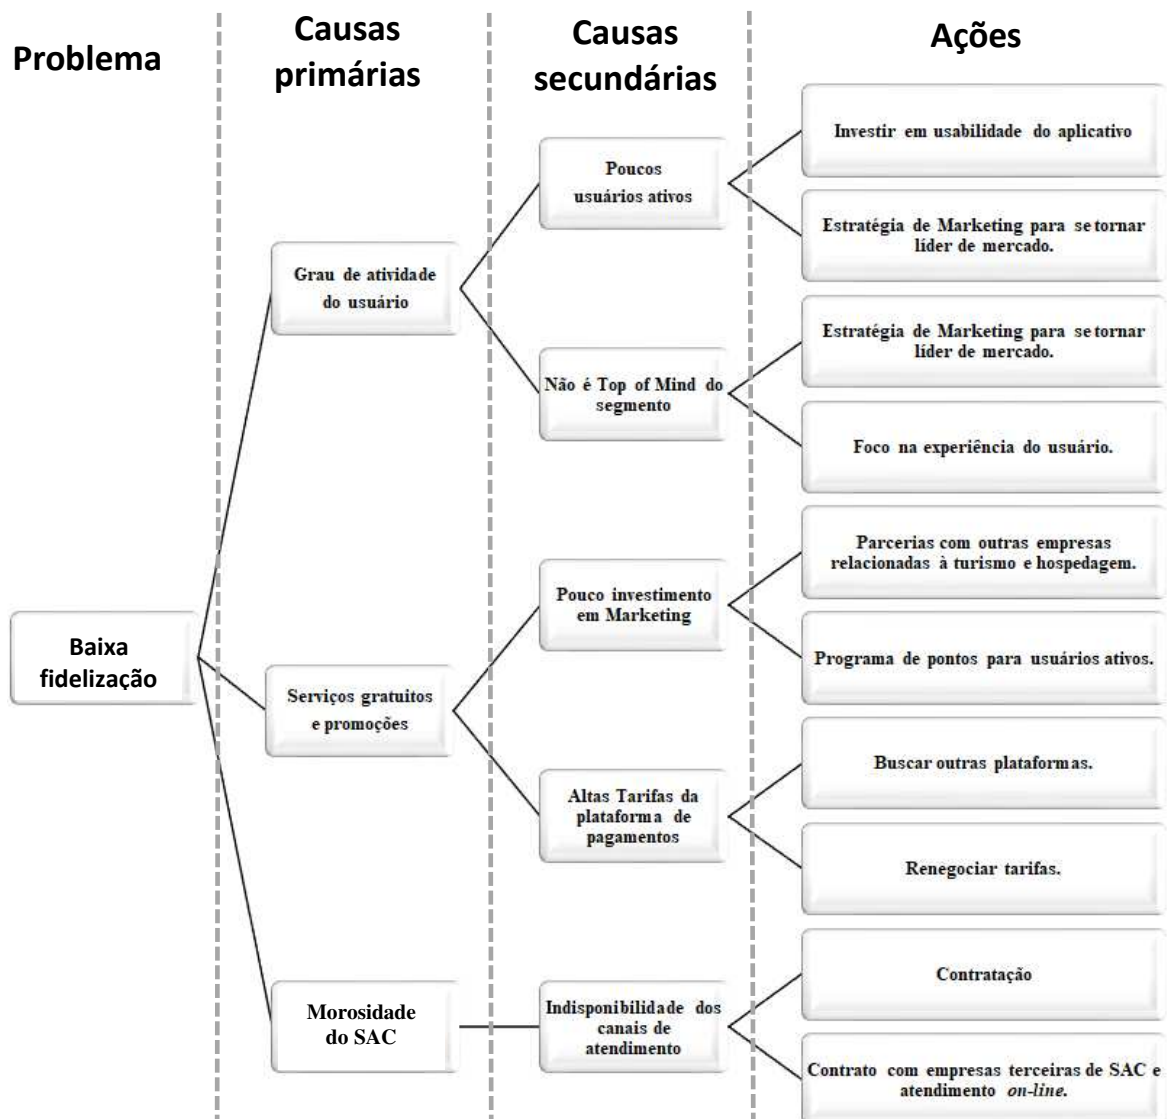 Problema
Causas
primárias
Causas
secundárias
Ações
Baixa
fidelização
Grau de atividade
do usuário
Serviços gratuitos
e promoções
Morosidade
do SAC
Poucos
usuários ativos
Não é Top of Mind do
segmento
Pouco investimento
em Marketing
Altas Tarifas da
plataforma de
pagamentos
Indisponibilidade dos
canais de
atendimento
Investir em usabilidade do aplicativo
Estratégia de Marketing para se tornar
líder de mercado.
Estratégia de Marketing para se tornar
líder de mercado.
Foco na experiência do usuário.
Parcerias com outras empresas
relacionadas à turismo e hospedagem.
Programa de pontos para usuários ativos.
Buscar outras plataformas.
Renegociar tarifas.
Contratação
Contrato com empresas terceiras de SAC e
atendimento on-line.